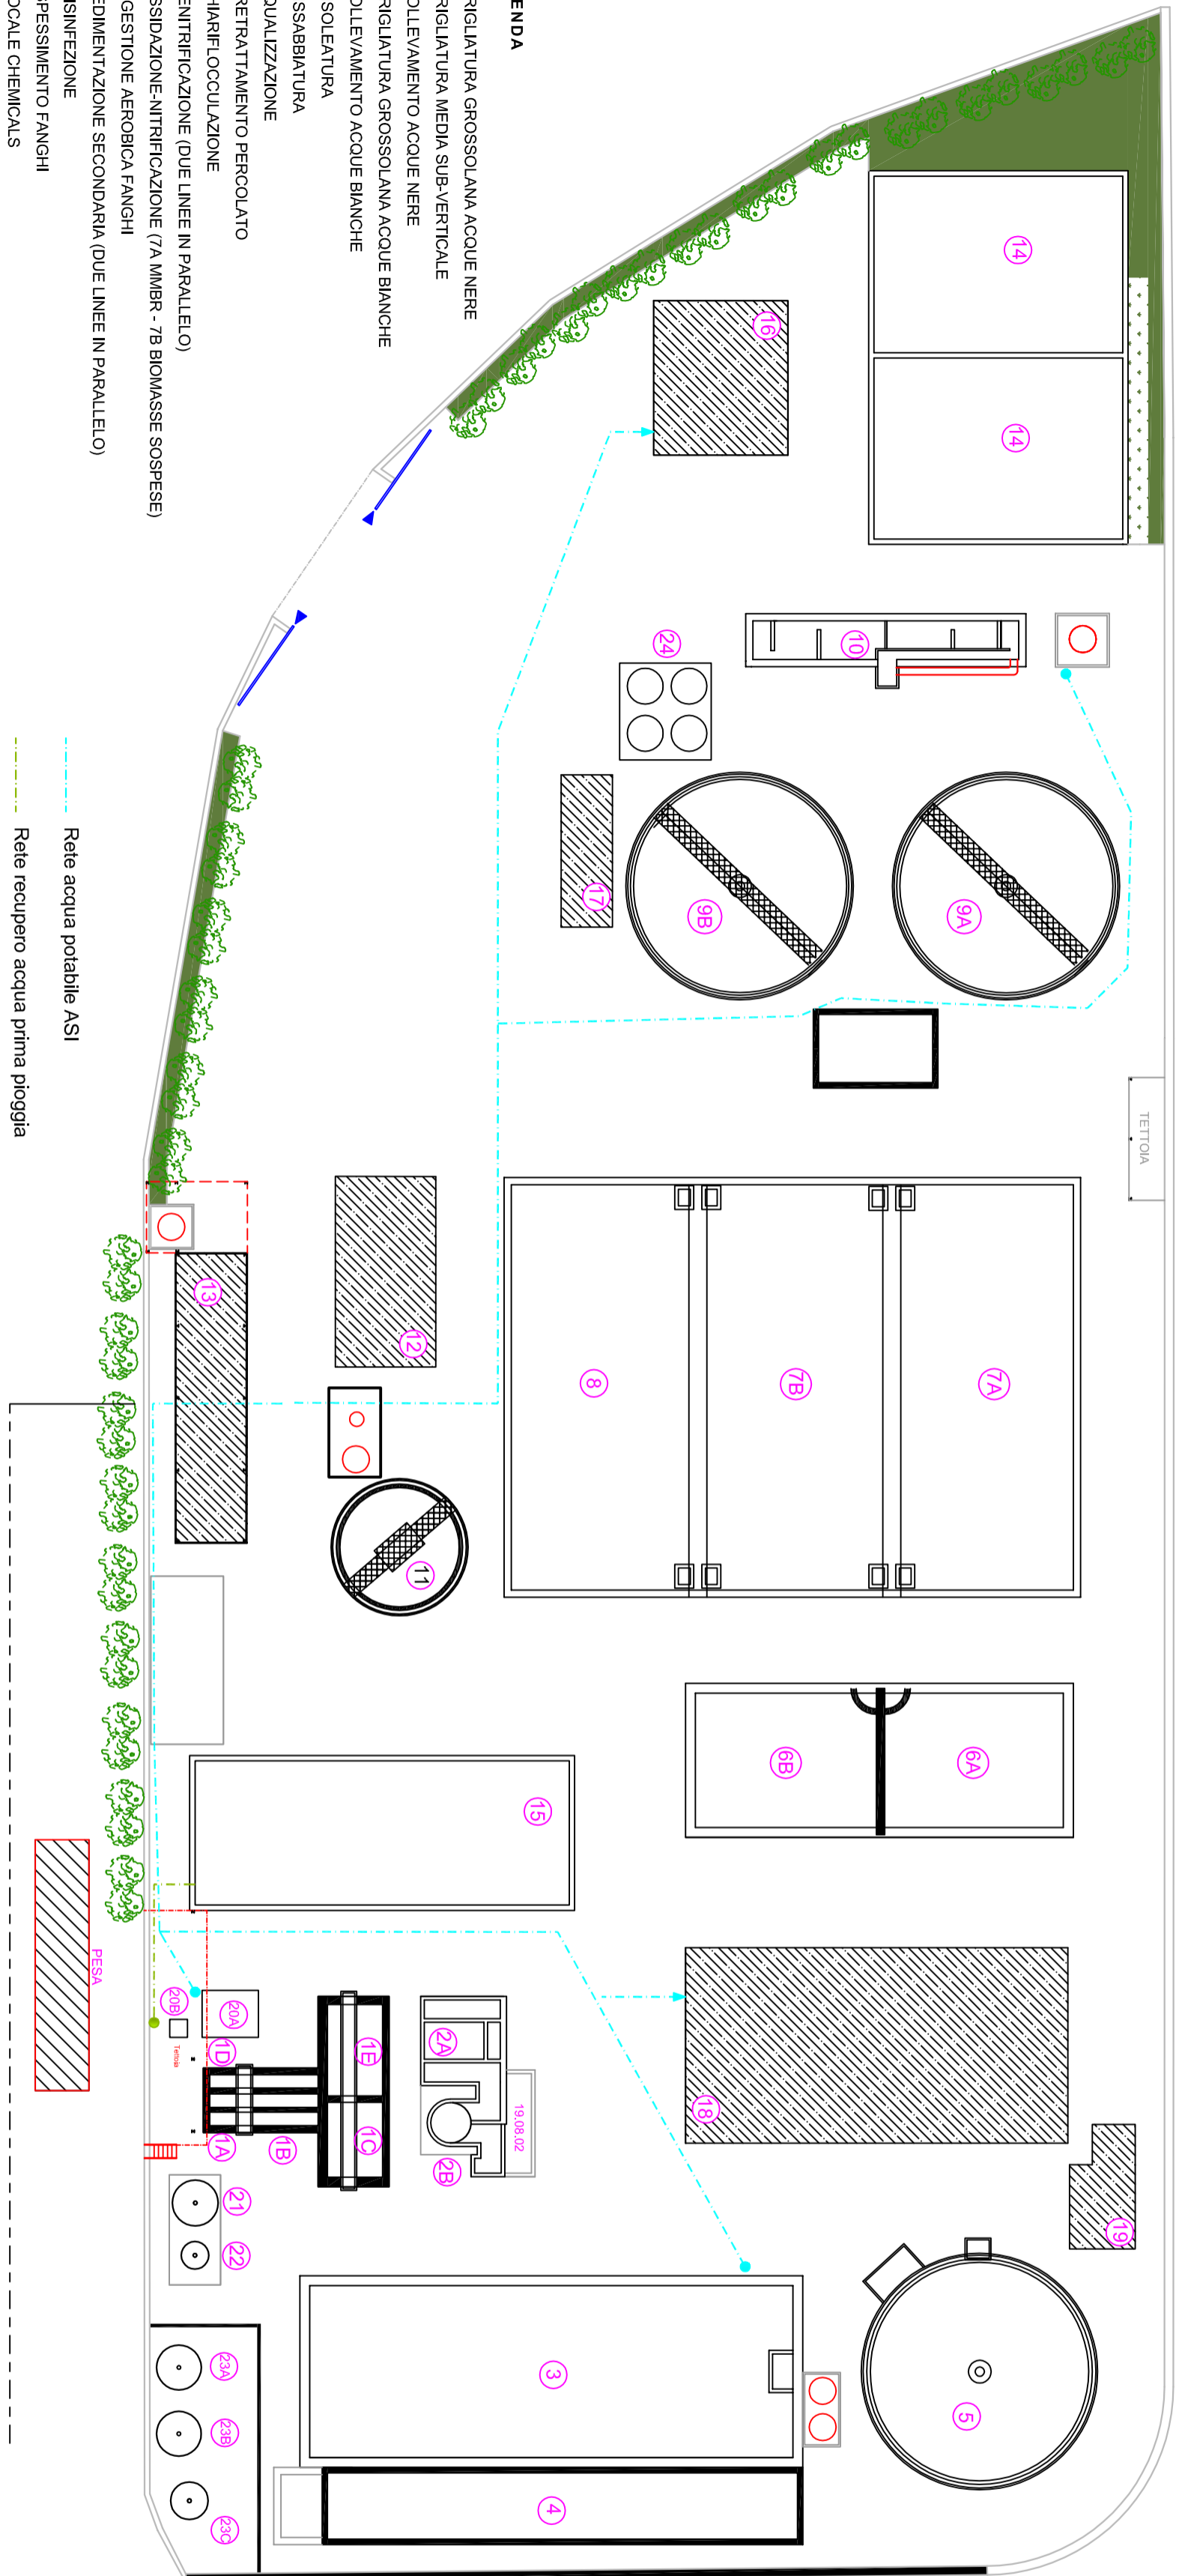 ENDA
RIGLIATURA GROSSOLANA ACQUE NERE
RIGLIATURA MEDIA SUB-VERTICALE
OLLEVAMENTO ACQUE NERE
RIGLIATURA GROSSOLANA ACQUE BIANCHE
OLLEVAMENTO ACQUE BIANCHE
SOLEATURA
SSABBIATURA
QUALIZZAZIONE
RETRATTAMENTO PERCOLATO
HIARIFLOCCULAZIONE
ENITRIFICAZIONE (DUE LINEE IN PARALLELO)
SSIDAZIONE-NITRIFICAZIONE (7A MMBR - 7B BIOMASSE SOSPESE)
GESTIONE AEROBICA FANGHI
EDIMENTAZIONE SECONDARIA (DUE LINEE IN PARALLELO)
ISINFEZIONE
SPESSIMENTO FANGHI
OCALE CHEMICALS
Rete acqua potabile ASI
Rete recupero acqua prima pioggia
14
14
16
10
24
9A
9B
17
TETTOIA
7A
7B
8
12
13
11
6A
6B
15
18
19
PESA
20B
20A
Tettoia
1D
1E
2A
19.08.02
1A
1B
1C
2B
21
22
5
3
4
23A
23B
23C